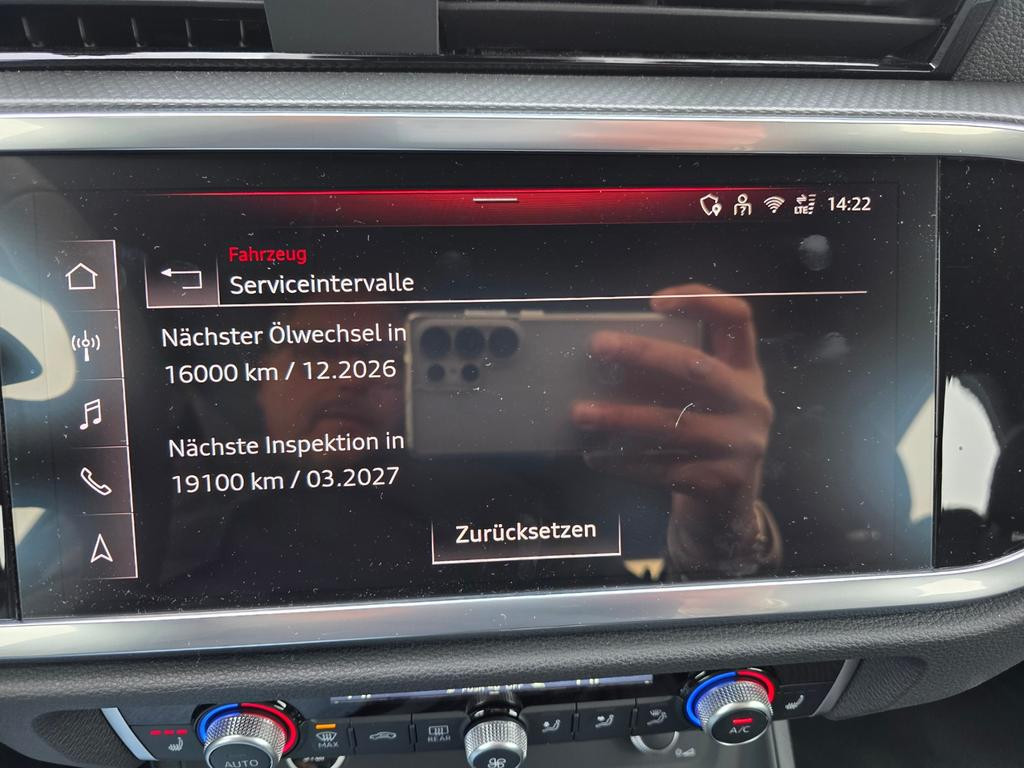 LTE 14:22
Fahrzeug
Serviceintervalle
Nächster Ölwechsel in
16000 km / 12.2026
Nächste Inspektion in
19100 km / 03.2027
Zurücksetzen
MAX
REAR
A/C
AUTO